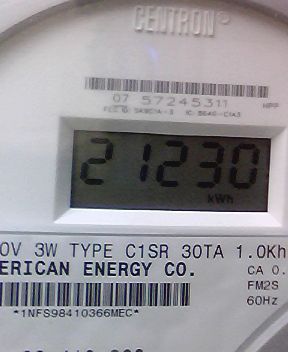 CENTRON®
07 57245311 HPP
21230
kWh
0V 3W TYPE C1SR 30TA 1.0Kh
ERICAN ENERGY CO. CA 0.
FM2S
60Hz
*1NFS98410366MEC*